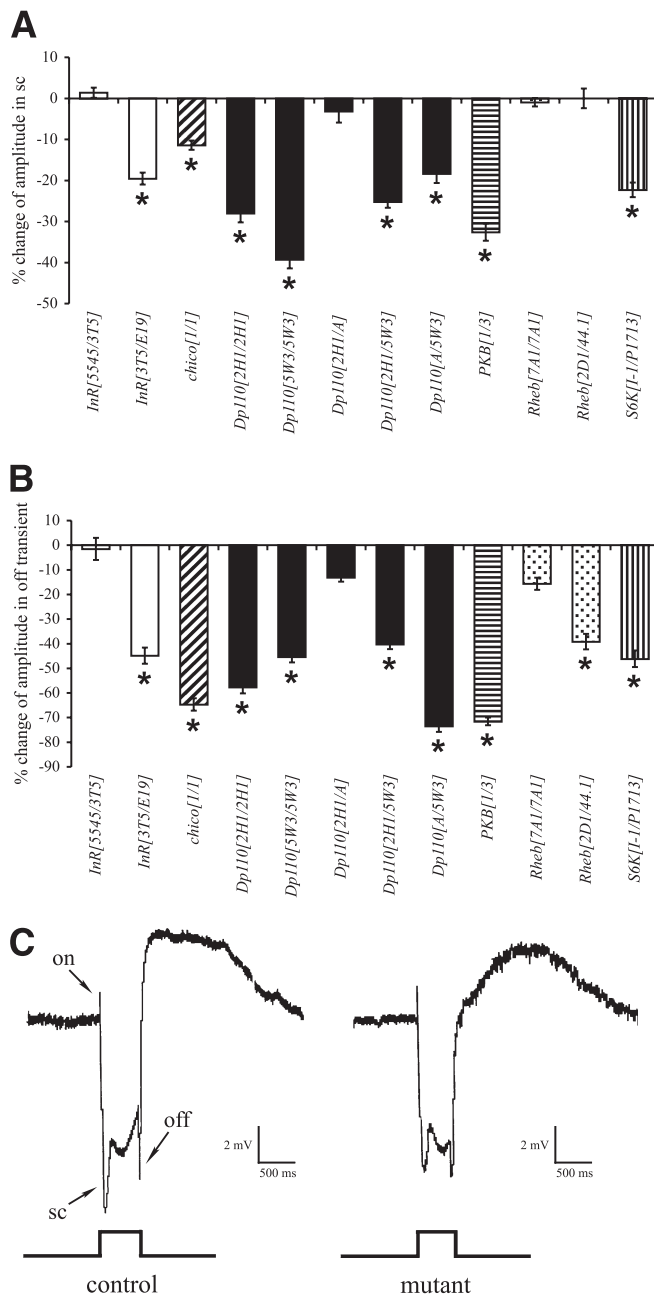 A
% change of amplitude in sc
10
0
-10
-20
-30
-40
-50
* * * * * * * *
InR[5545/3T5]
InR[3T5/E19]
chico[1/1]
Dp110[2H1/2H1]
Dp110[5W3/5W3]
Dp110[2H1/A]
Dp110[2H1/5W3]
Dp110[A/5W3]
PKB[1/3]
Rheb[7A1/7A1]
Rheb[2D1/44.1]
S6K[I-1/P1713]
B
% change of amplitude in off transient
10
0
-10
-20
-30
-40
-50
-60
-70
-80
-90
* * * * * * * * *
InR[5545/3T5]
InR[3T5/E19]
chico[1/1]
Dp110[2H1/2H1]
Dp110[5W3/5W3]
Dp110[2H1/A]
Dp110[2H1/5W3]
Dp110[A/5W3]
PKB[1/3]
Rheb[7A1/7A1]
Rheb[2D1/44.1]
S6K[I-1/P1713]
C
on
off
sc
2 mV
500 ms
2 mV
500 ms
control
mutant